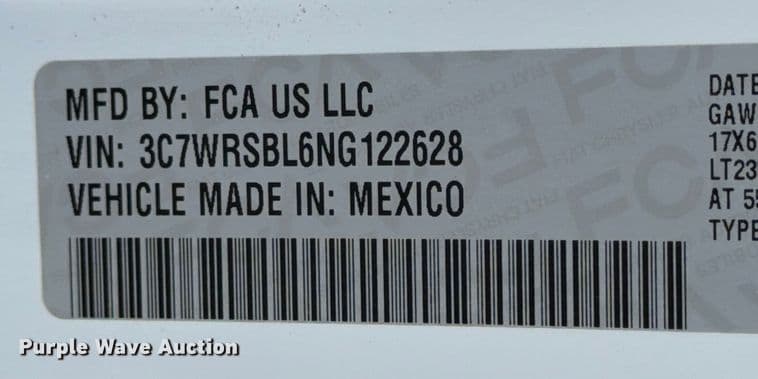 MFD BY: FCA US LLC
VIN: 3C7WRSBL6NG122628
VEHICLE MADE IN: MEXICO
DATE
GAW
17X6
LT23
AT 55
TYPE
Purple Wave Auction